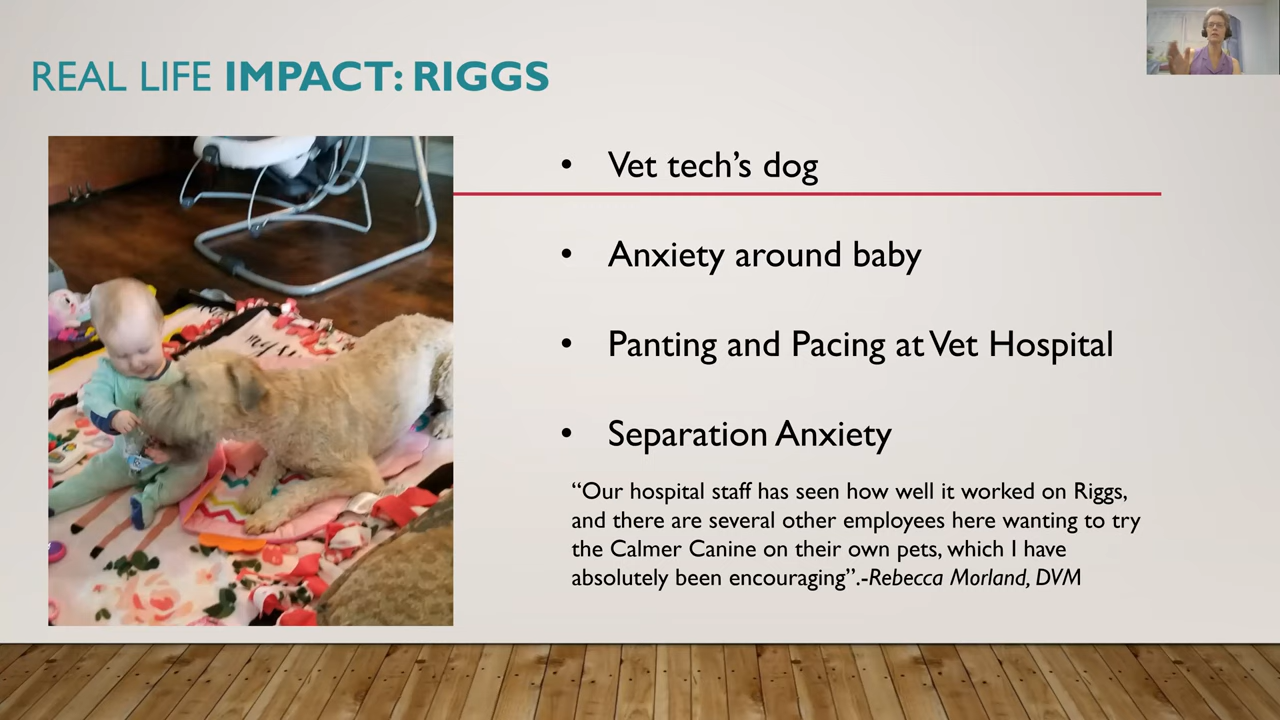 REAL LIFE IMPACT: RIGGS
• Vet tech’s dog
• Anxiety around baby
• Panting and Pacing at Vet Hospital
• Separation Anxiety
“Our hospital staff has seen how well it worked on Riggs,
and there are several other employees here wanting to try
the Calmer Canine on their own pets, which I have
absolutely been encouraging”.-Rebecca Morland, DVM